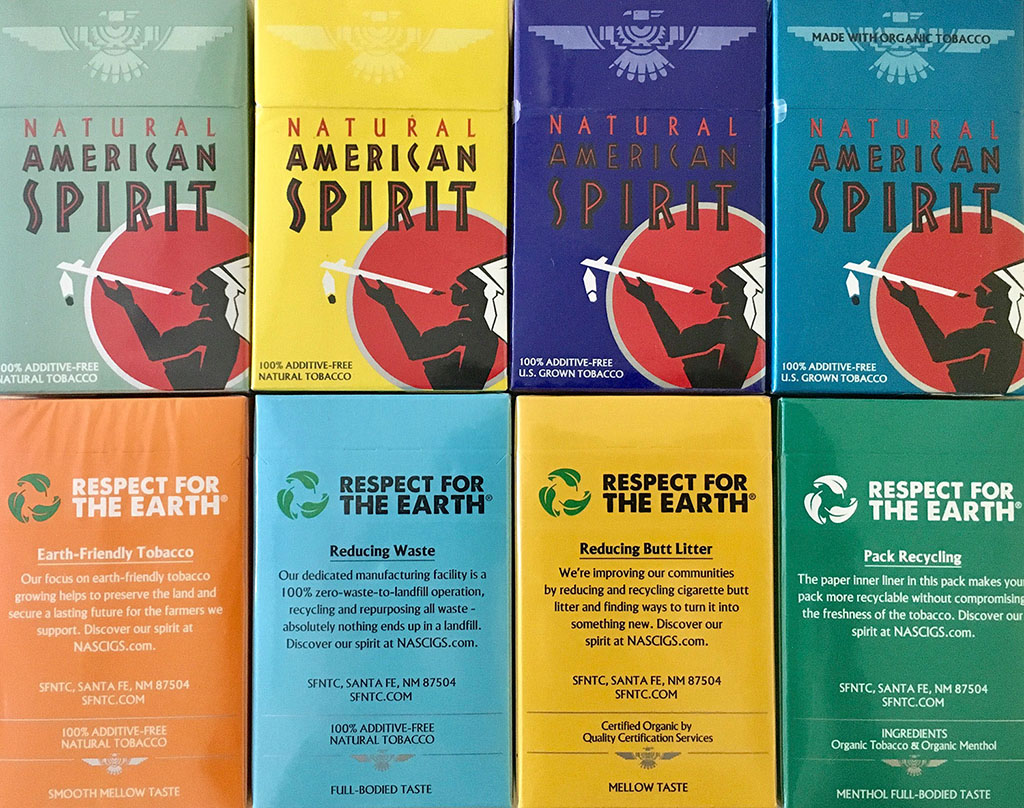 NATURAL
AMERICAN
SPIRIT
100% ADDITIVE-FREE
NATURAL TOBACCO
NATURAL
AMERICAN
SPIRIT
100% ADDITIVE-FREE
NATURAL TOBACCO
NATURAL
AMERICAN
SPIRIT
100% ADDITIVE-FREE
U.S. GROWN TOBACCO
MADE WITH ORGANIC TOBACCO
NATURAL
AMERICAN
SPIRIT
100% ADDITIVE-FREE
U.S. GROWN TOBACCO
RESPECT FOR
THE EARTH®
Earth-Friendly Tobacco
Our focus on earth-friendly tobacco
growing helps to preserve the land and
secure a lasting future for the farmers we
support. Discover our spirit at
NASCIGS.com.
SFNTC, SANTA FE, NM 87504
SFNTC.COM
100% ADDITIVE-FREE
NATURAL TOBACCO
SMOOTH MELLOW TASTE
RESPECT FOR
THE EARTH®
Reducing Waste
Our dedicated manufacturing facility is a
100% zero-waste-to-landfill operation,
recycling and repurposing all waste -
absolutely nothing ends up in a landfill.
Discover our spirit at NASCIGS.com.
SFNTC, SANTA FE, NM 87504
SFNTC.COM
100% ADDITIVE-FREE
NATURAL TOBACCO
FULL-BODIED TASTE
RESPECT FOR
THE EARTH®
Reducing Butt Litter
We're improving our communities
by reducing and recycling cigarette butt
litter and finding ways to turn it into
something new. Discover our
spirit at NASCIGS.com.
SFNTC, SANTA FE, NM 87504
SFNTC.COM
Certified Organic by
Quality Certification Services
MELLOW TASTE
RESPECT FOR
THE EARTH®
Pack Recycling
The paper inner liner in this pack makes your
pack more recyclable without compromising
the freshness of the tobacco. Discover our
spirit at NASCIGS.com.
SFNTC, SANTA FE, NM 87504
SFNTC.COM
INGREDIENTS
Organic Tobacco & Organic Menthol
MENTHOL FULL-BODIED TASTE